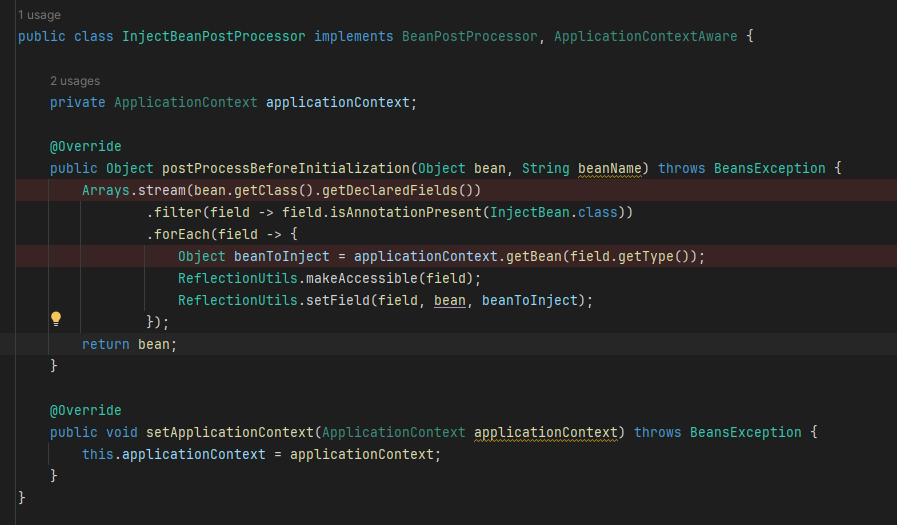 1 usage
public class InjectBeanPostProcessor implements BeanPostProcessor, ApplicationContextAware {
2 usages
private ApplicationContext applicationContext;
@Override
public Object postProcessBeforeInitialization(Object bean, String beanName) throws BeansException {
Arrays.stream(bean.getClass().getDeclaredFields())
.filter(field -> field.isAnnotationPresent(InjectBean.class))
.forEach(field -> {
Object beanToInject = applicationContext.getBean(field.getType());
ReflectionUtils.makeAccessible(field);
ReflectionUtils.setField(field, bean, beanToInject);
});
return bean;
}
@Override
public void setApplicationContext(ApplicationContext applicationContext) throws BeansException {
this.applicationContext = applicationContext;
}
}